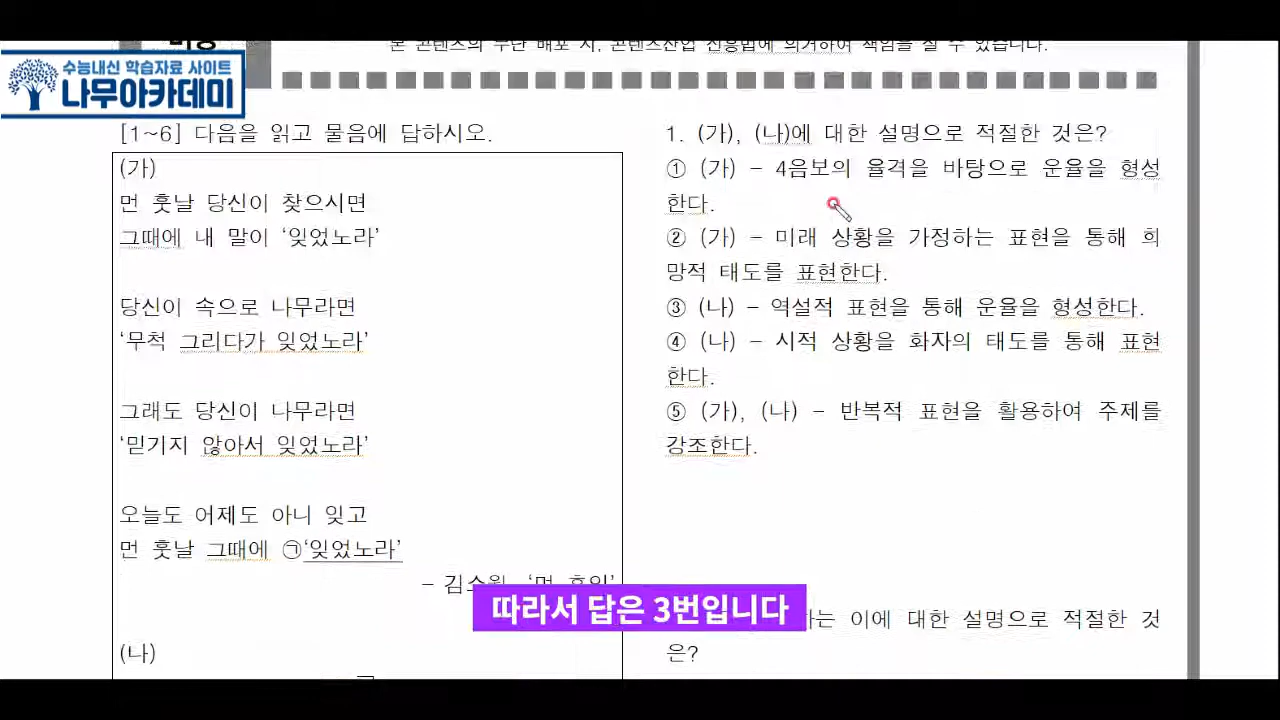 본 콘텐츠의 무단 배포 시, 콘텐츠산업 진흥법에 의거하여 책임을 질 수 있습니다.
수능내신 학습자료 사이트
나무아카데미
[1~6] 다음을 읽고 물음에 답하시오.
(가)
먼 훗날 당신이 찾으시면
그때에 내 말이 ‘잊었노라’
당신이 속으로 나무라면
‘무척 그리다가 잊었노라’
그래도 당신이 나무라면
‘믿기지 않아서 잊었노라’
오늘도 어제도 아니 잊고
먼 훗날 그때에 ㉠‘잊었노라’
- 김소월,
(나)
1. (가), (나)에 대한 설명으로 적절한 것은?
① (가) - 4음보의 율격을 바탕으로 운율을 형성
한다.
② (가) - 미래 상황을 가정하는 표현을 통해 희
망적 태도를 표현한다.
③ (나) - 역설적 표현을 통해 운율을 형성한다.
④ (나) - 시적 상황을 화자의 태도를 통해 표현
한다.
⑤ (가), (나) - 반복적 표현을 활용하여 주제를
강조한다.
따라서 답은 3번입니다
하는 이에 대한 설명으로 적절한 것
은?